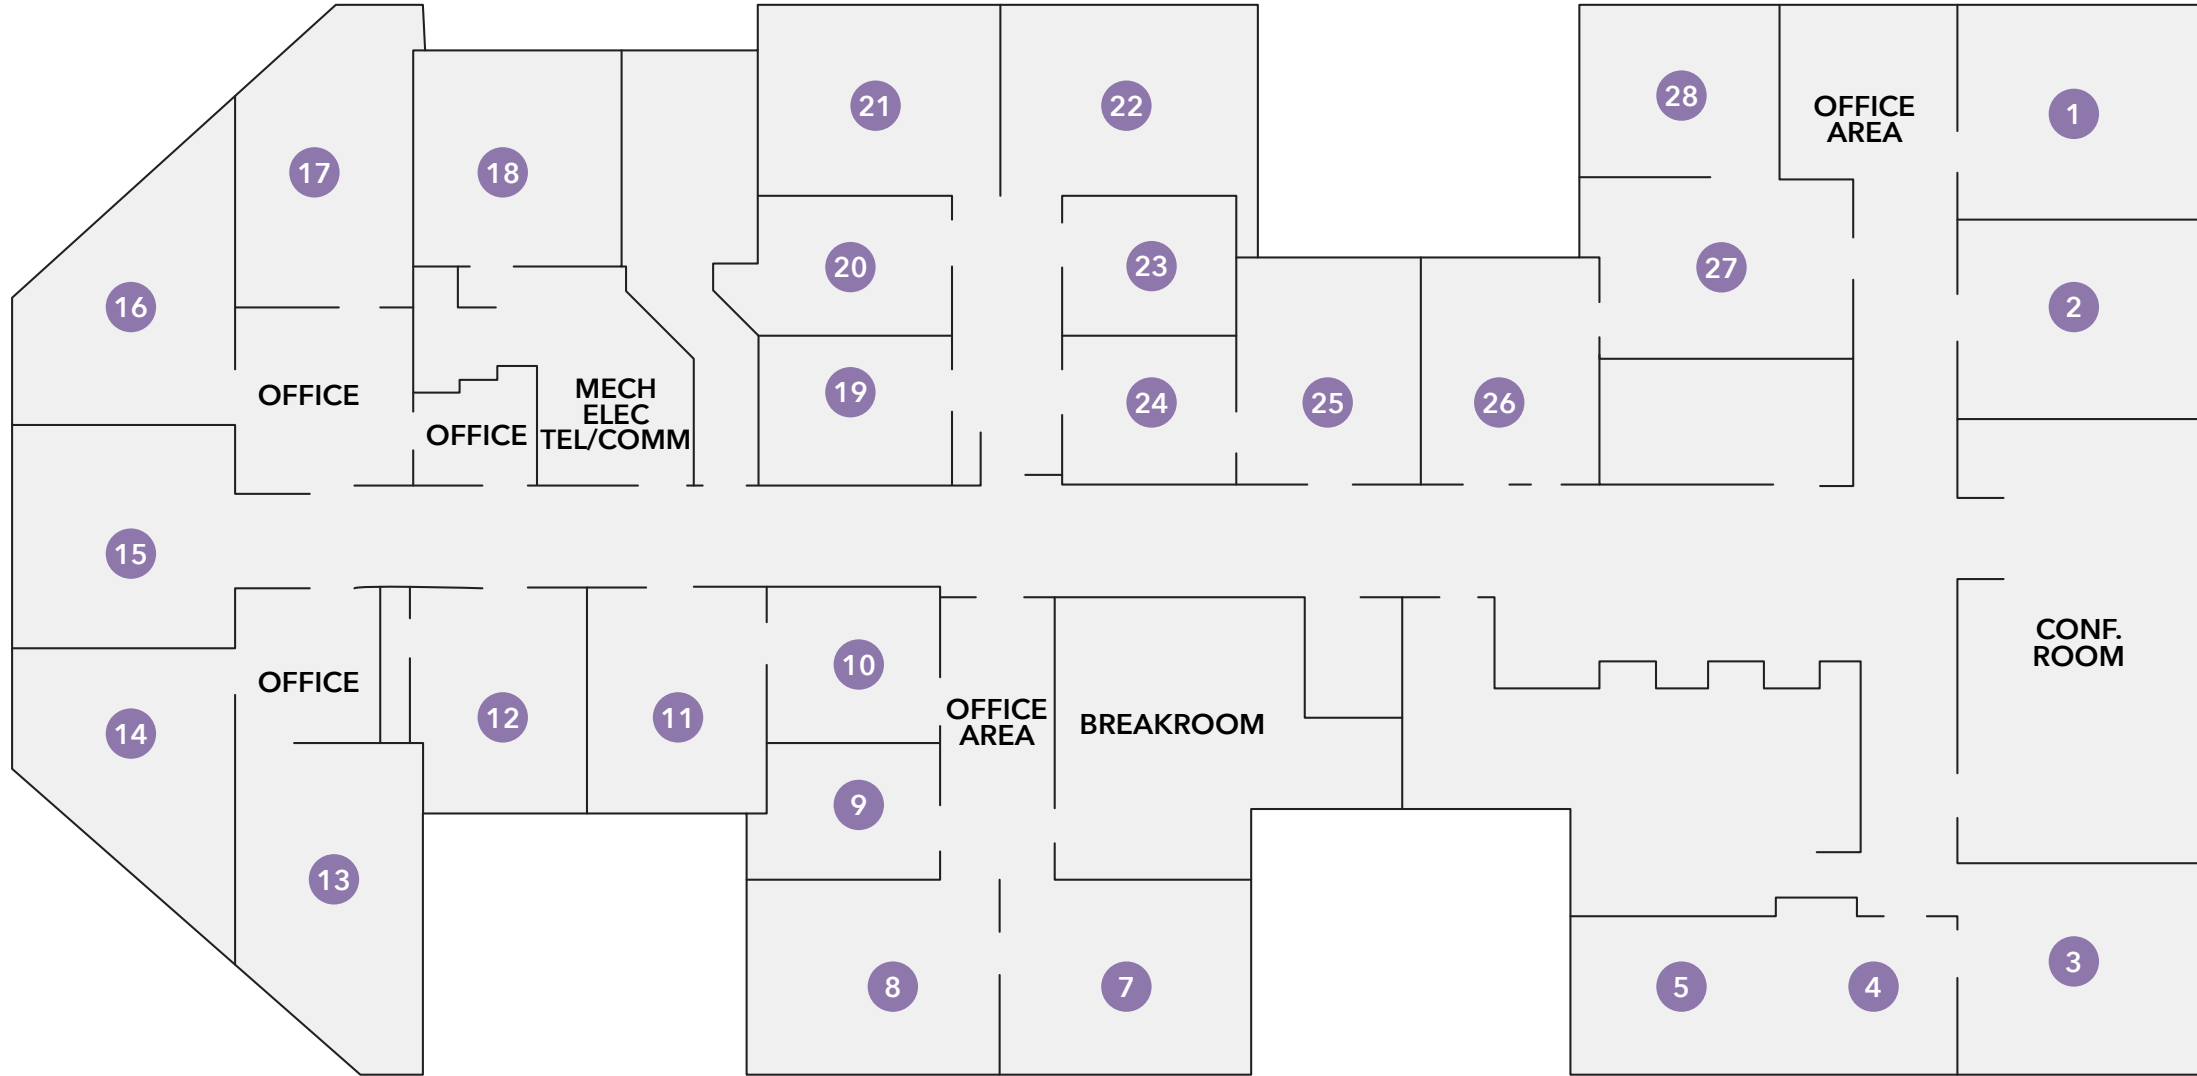 21
22
28
OFFICE
AREA
1
17
18
20
23
27
16
2
19
24
25
26
OFFICE
MECH
ELEC
TEL/COMM
OFFICE
15
10
CONF.
ROOM
OFFICE
12
11
OFFICE
AREA
BREAKROOM
14
9
13
8
7
5
4
3